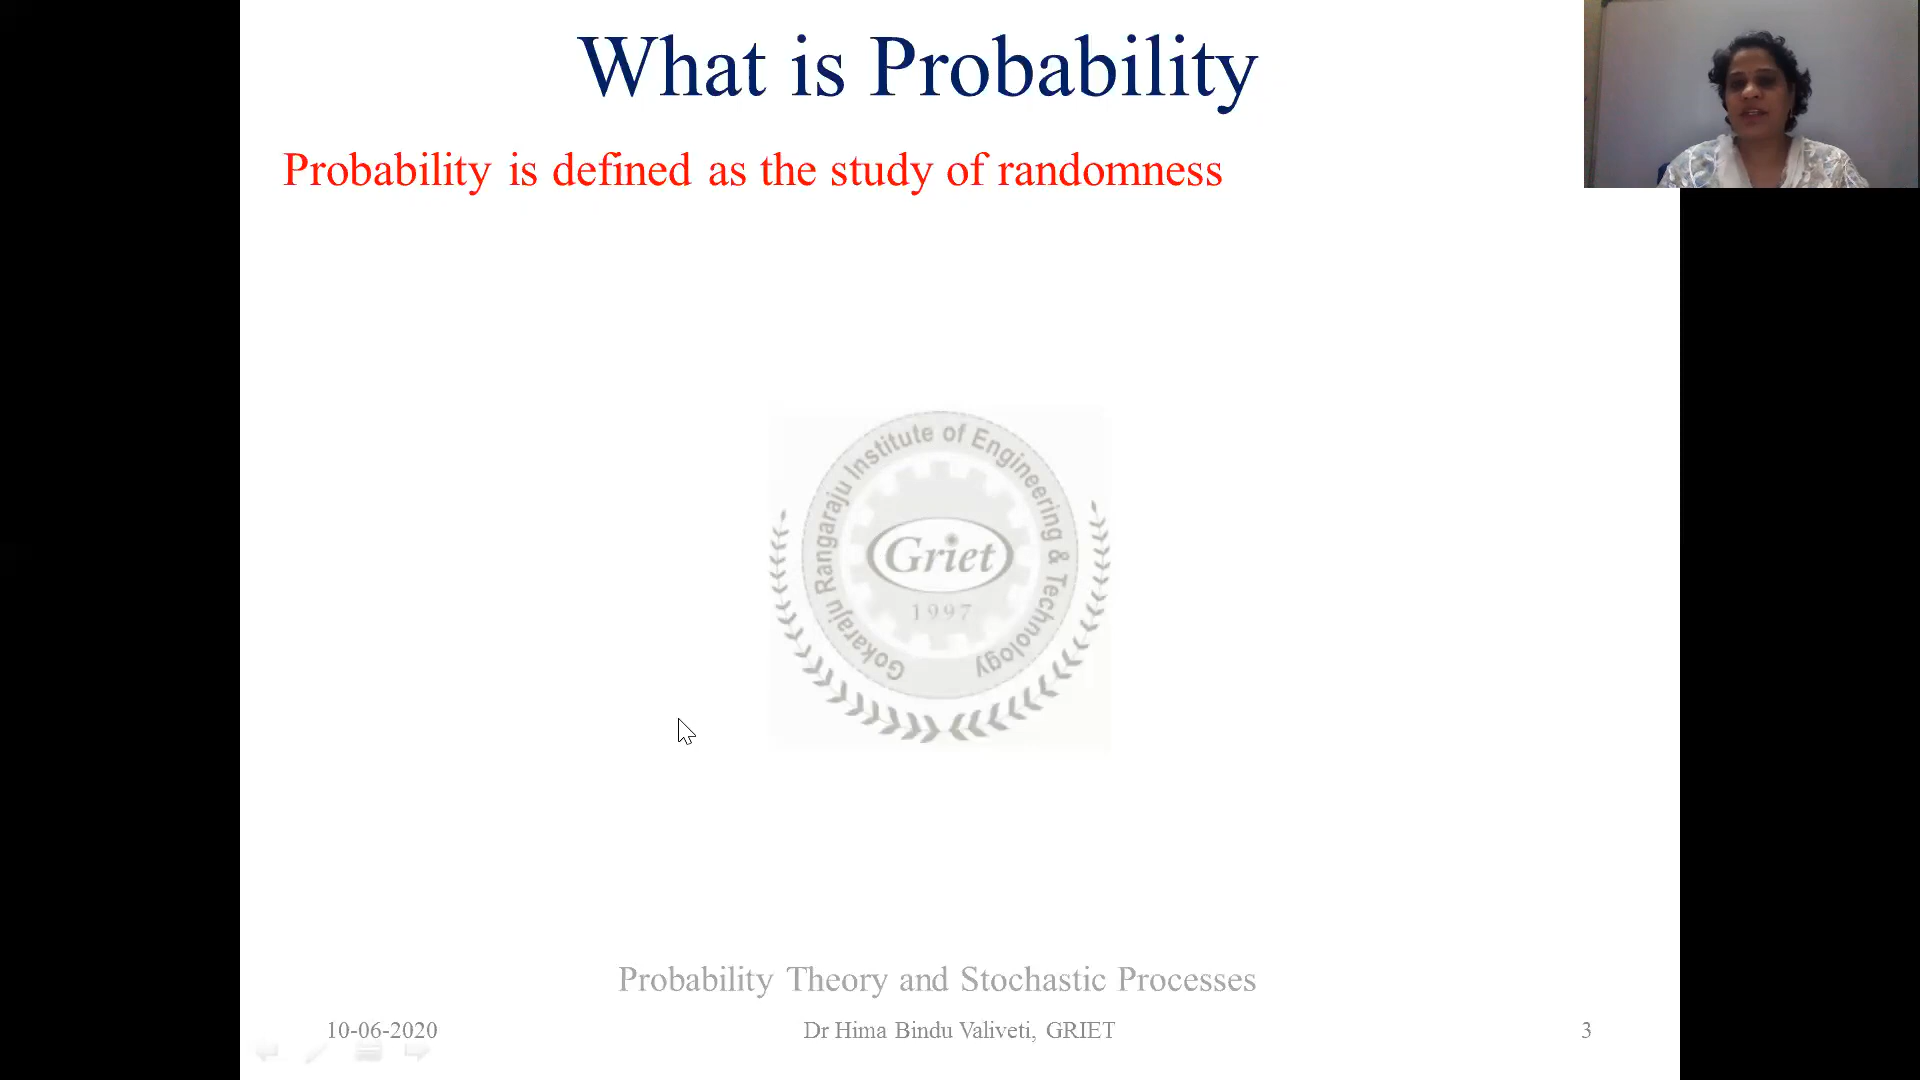 What is Probability
Probability is defined as the study of randomness
Gokaraju Rangaraju Institute of Engineering & Technology
Griet
1997
Probability Theory and Stochastic Processes
10-06-2020
Dr Hima Bindu Valiveti, GRIET
3